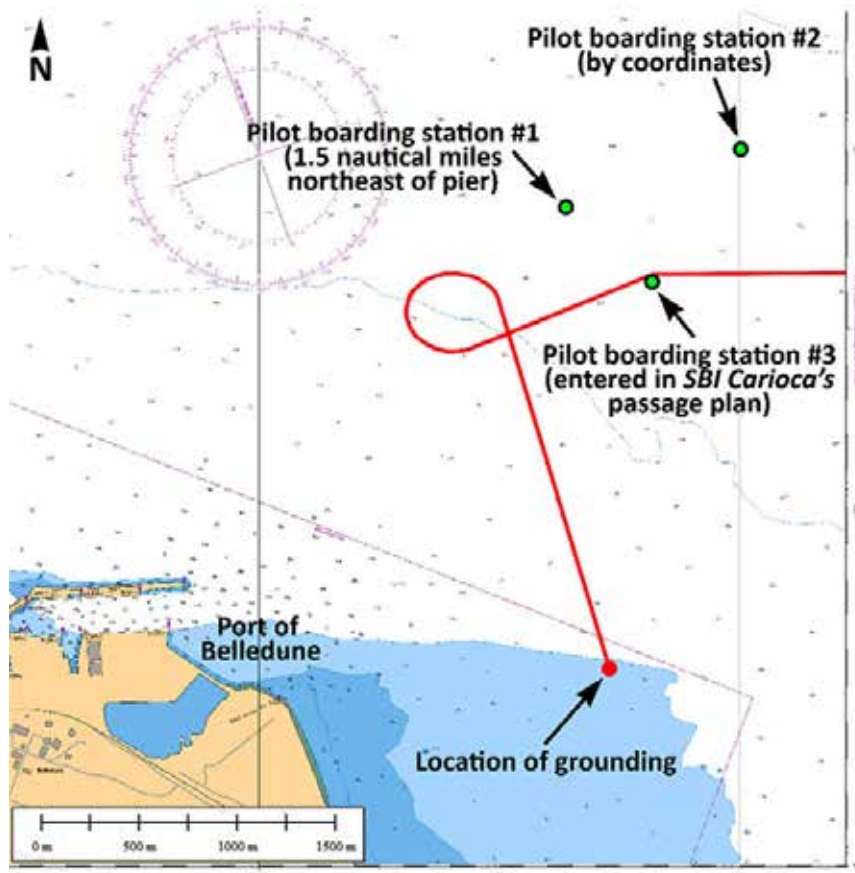 N
Pilot boarding station #2
(by coordinates)
Pilot boarding station #1
(1.5 nautical miles
northeast of pier)
Pilot boarding station #3
(entered in SBI Carioca's
passage plan)
Port of
Belledune
Location of grounding
0 m
500 m
1000 m
1500 m